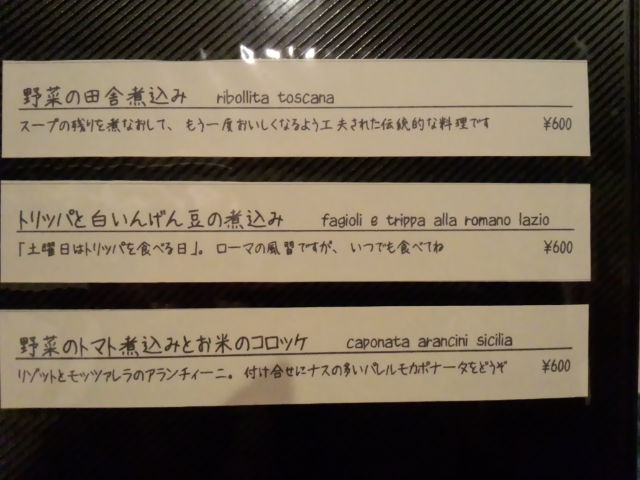 野菜の田舎煮込み ribollita toscana
スープの残りを煮なおして、もう一度おいしくなるよう工夫された伝統的な料理です ¥600
トリッパと白いんげん豆の煮込み fagioli e trippa alla romano lazio
「土曜日はトリッパを食べる日」。ローマの風習ですが、いつでも食べてね ¥600
野菜のトマト煮込みとお米のコロッケ caponata arancini sicilia
リゾットとモッツァレラのアランチィーニ。付け合せにナスの多いパレルモカポナータをどうぞ ¥600